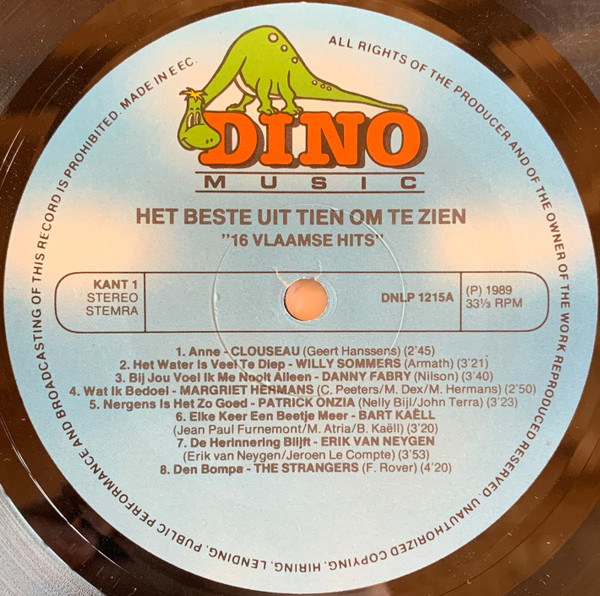 DINO
MUSIC
HET BESTE UIT TIEN OM TE ZIEN
"16 VLAAMSE HITS"
KANT 1
STEREO
STEMRA
DNLP 1215A
(P) 1989
33⅓ RPM
1. Anne - CLOUSEAU (Geert Hanssens) (2'45)
2. Het Water Is Veel Te Diep - WILLY SOMMERS (Armath) (3'21)
3. Bij Jou Voel Ik Me Nooit Alleen - DANNY FABRY (Nilson) (3'40)
4. Wat Ik Bedoel - MARGRIET HERMANS (C. Peeters/M. Dex/M. Hermans) (2'50)
5. Nergens Is Het Zo Goed - PATRICK ONZIA (Nelly Bijl/John Terra) (3'23)
6. Elke Keer Een Beetje Meer - BART KAËLL
(Jean Paul Furnemont/M. Atria/B. Kaëll) (3'20)
7. De Herinnering Blijft - ERIK VAN NEYGEN
(Erik van Neygen/Jeroen Le Compte) (3'53)
8. Den Bompa - THE STRANGERS (F. Rover) (4'20)
ALL RIGHTS OF THE PRODUCER AND OF THE OWNER OF THE WORK REPRODUCED RESERVED. UNAUTHORIZED COPYING. HIRING. LENDING. PUBLIC PERFORMANCE AND BROADCASTING OF THIS RECORD IS PROHIBITED. MADE IN EEC.